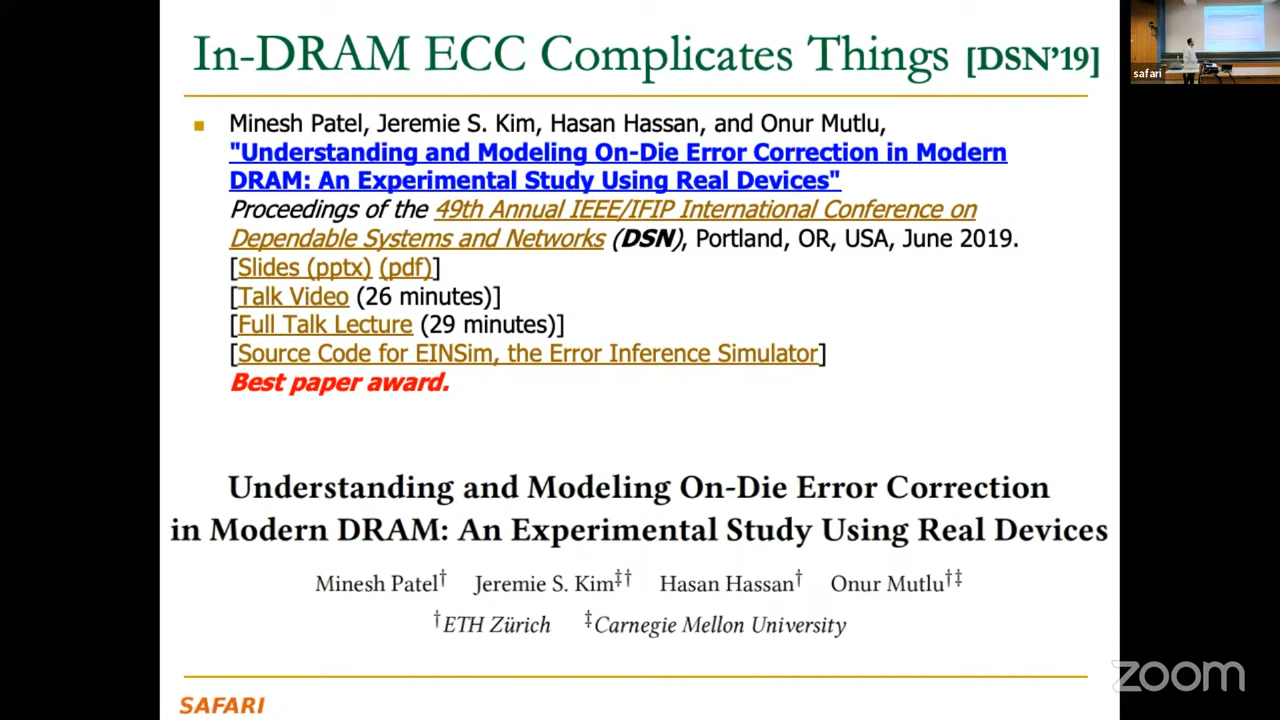 In-DRAM ECC Complicates Things [DSN'19]
safari
Minesh Patel, Jeremie S. Kim, Hasan Hassan, and Onur Mutlu,
"Understanding and Modeling On-Die Error Correction in Modern
DRAM: An Experimental Study Using Real Devices"
Proceedings of the 49th Annual IEEE/IFIP International Conference on
Dependable Systems and Networks (DSN), Portland, OR, USA, June 2019.
[Slides (pptx) (pdf)]
[Talk Video (26 minutes)]
[Full Talk Lecture (29 minutes)]
[Source Code for EINSim, the Error Inference Simulator]
Best paper award.
Understanding and Modeling On-Die Error Correction
in Modern DRAM: An Experimental Study Using Real Devices
Minesh Patel† Jeremie S. Kim‡† Hasan Hassan† Onur Mutlu†‡
†ETH Zürich ‡Carnegie Mellon University
zoom
SAFARI